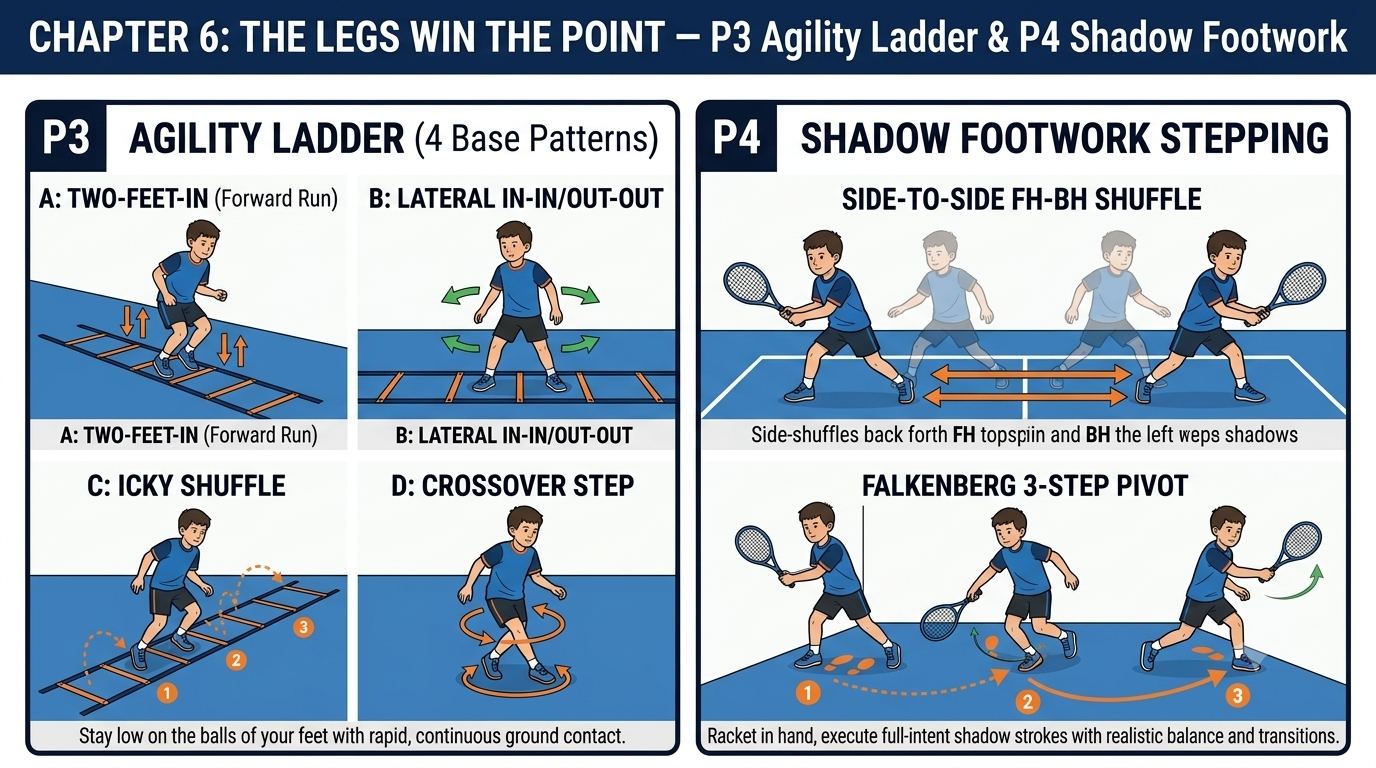 CHAPTER 6: THE LEGS WIN THE POINT – P3 Agility Ladder & P4 Shadow Footwork
P3 AGILITY LADDER (4 Base Patterns)
A: TWO-FEET-IN (Forward Run)
B: LATERAL IN-IN/OUT-OUT
A: TWO-FEET-IN (Forward Run)
B: LATERAL IN-IN/OUT-OUT
C: ICKY SHUFFLE
D: CROSSOVER STEP
1
2
3
Stay low on the balls of your feet with rapid, continuous ground contact.
P4 SHADOW FOOTWORK STEPPING
SIDE-TO-SIDE FH-BH SHUFFLE
Side-shuffles back forth FH topspin and BH the left weps shadows
FALKENBERG 3-STEP PIVOT
1
2
3
Racket in hand, execute full-intent shadow strokes with realistic balance and transitions.